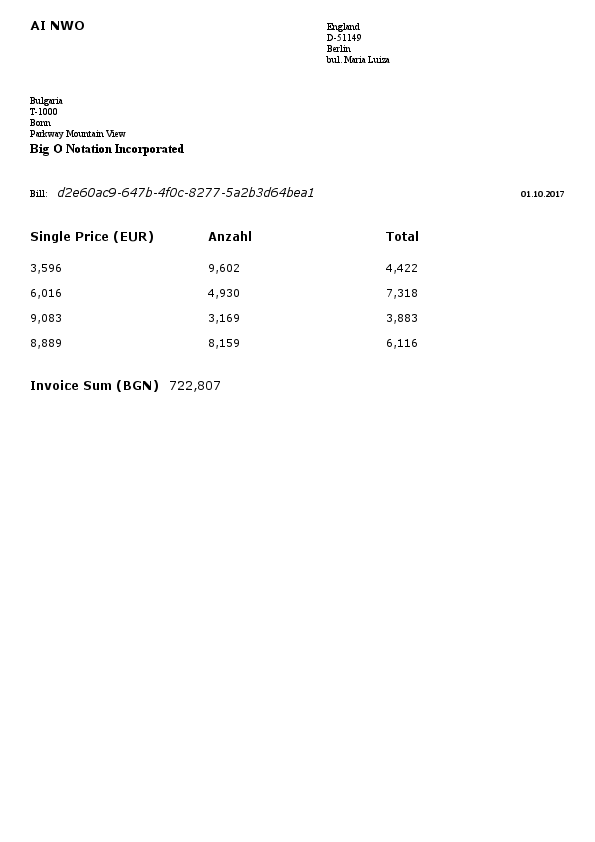 AI NWO
England
D-51149
Berlin
bul. Maria Luiza
Bulgaria
T-1000
Bonn
Parkway Mountain View
Big O Notation Incorporated
Bill: d2e60ac9-647b-4f0c-8277-5a2b3d64bea1 01.10.2017
Single Price (EUR) Anzahl Total
3,596 9,602 4,422
6,016 4,930 7,318
9,083 3,169 3,883
8,889 8,159 6,116
Invoice Sum (BGN) 722,807